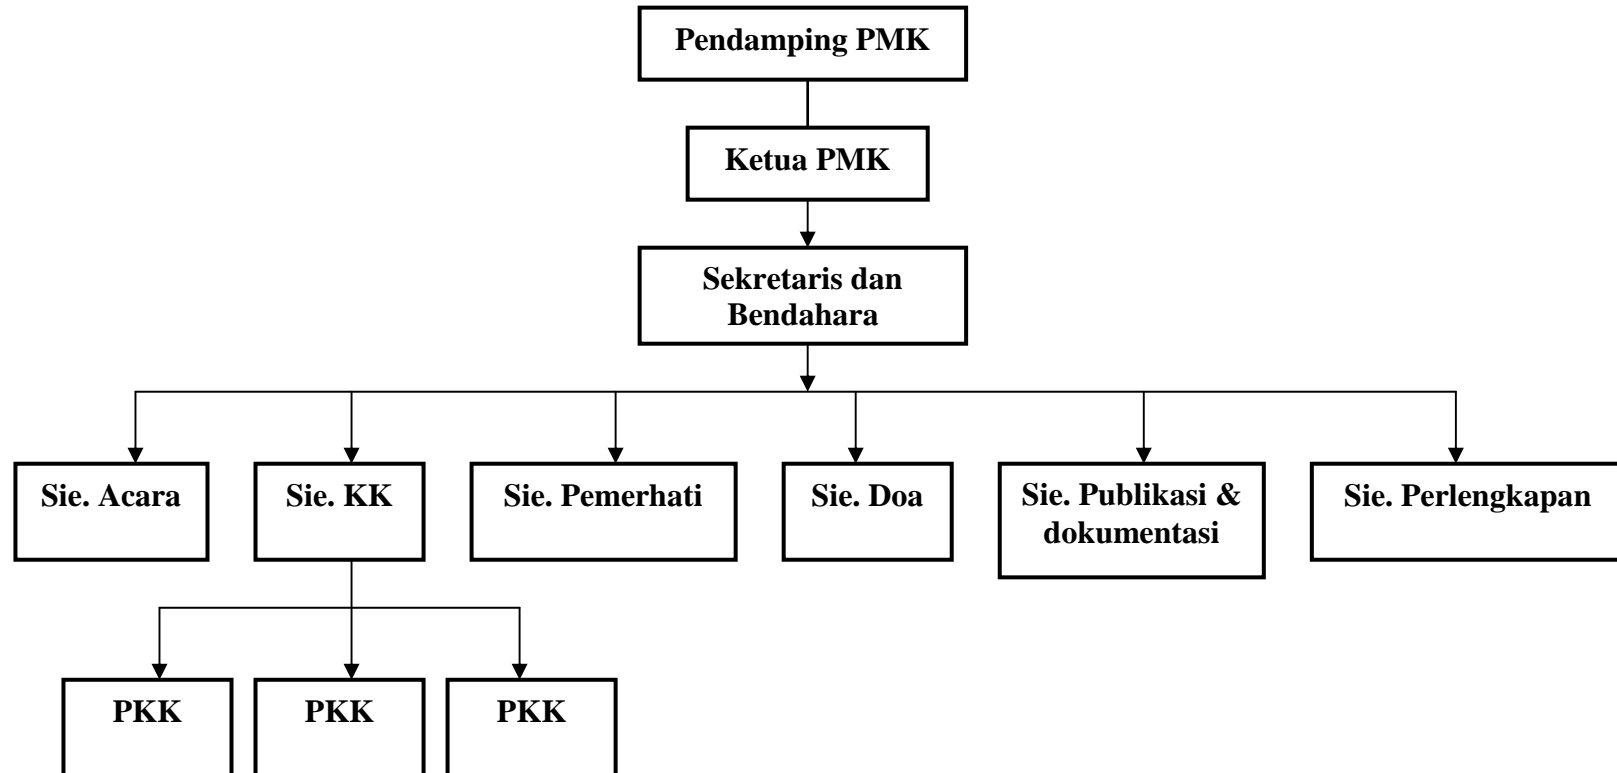 Pendamping PMK
Ketua PMK
Sekretaris dan
Bendahara
Sie. Acara
Sie. KK
Sie. Pemerhati
Sie. Doa
Sie. Publikasi &
dokumentasi
Sie. Perlengkapan
PKK
PKK
PKK